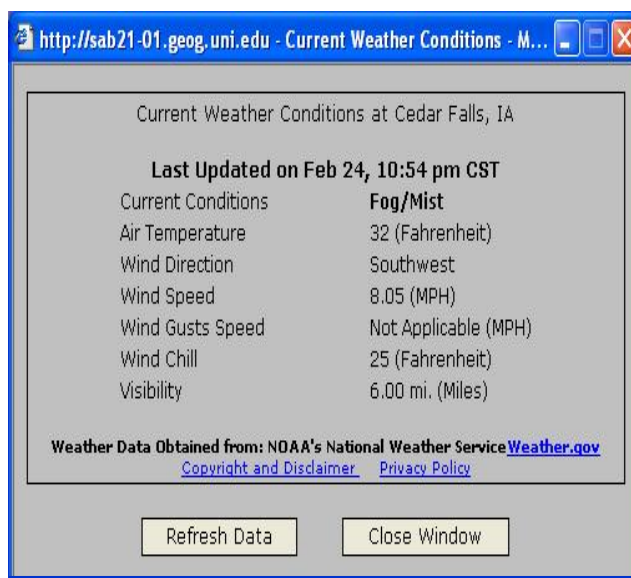 http://sab21-01.geog.uni.edu - Current Weather Conditions - M...
Current Weather Conditions at Cedar Falls, IA
Last Updated on Feb 24, 10:54 pm CST
Current Conditions Fog/Mist
Air Temperature 32 (Fahrenheit)
Wind Direction Southwest
Wind Speed 8.05 (MPH)
Wind Gusts Speed Not Applicable (MPH)
Wind Chill 25 (Fahrenheit)
Visibility 6.00 mi. (Miles)
Weather Data Obtained from: NOAA's National Weather Service Weather.gov
Copyright and Disclaimer Privacy Policy
Refresh Data Close Window